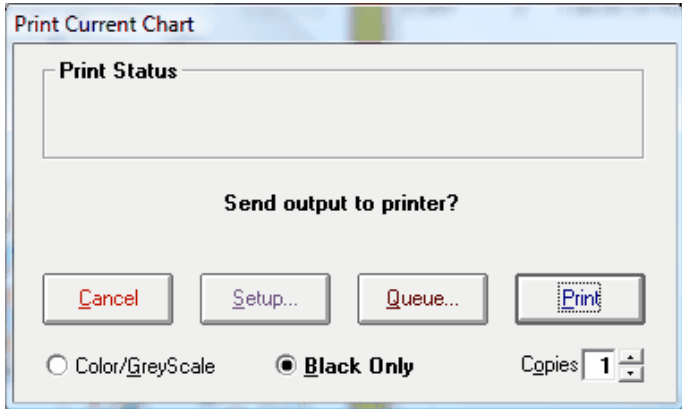 Print Current Chart
Print Status
Send output to printer?
Cancel Setup... Queue... Print
Color/GreyScale Black Only Copies 1